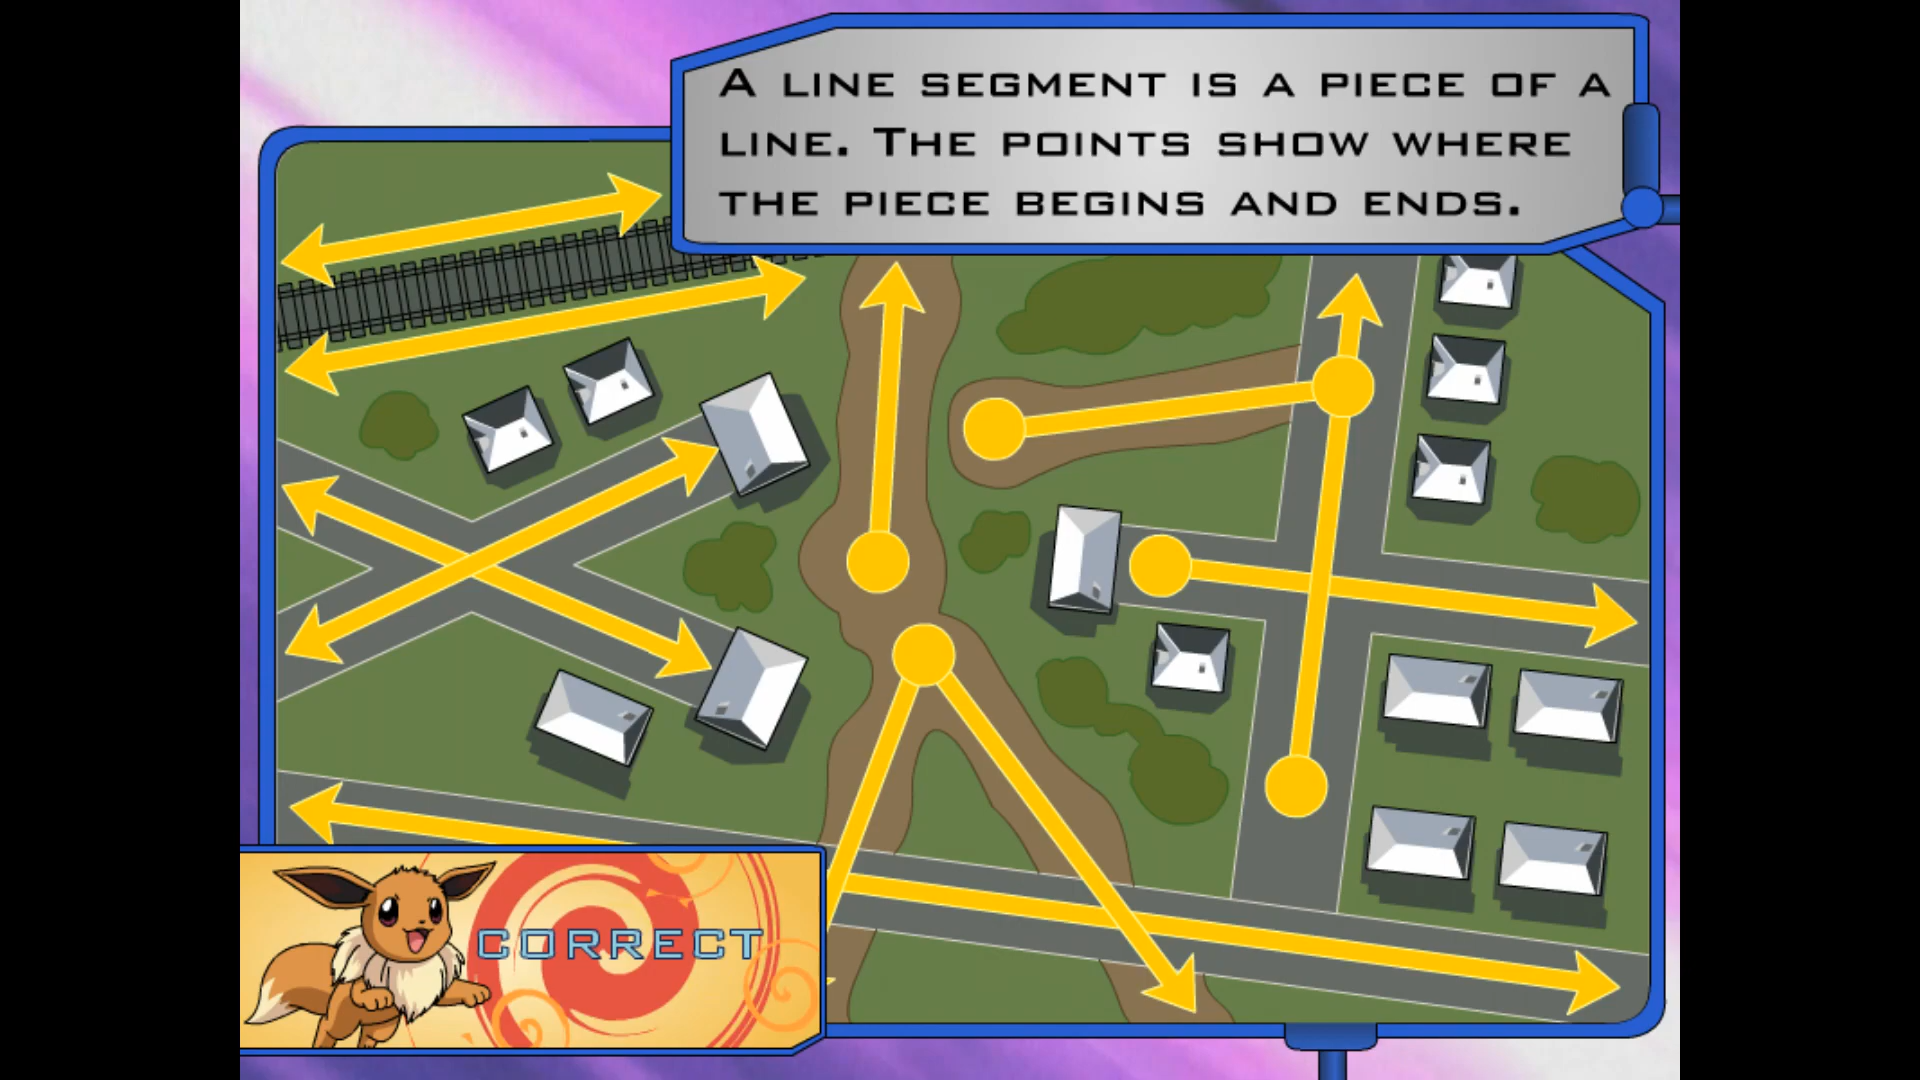 A LINE SEGMENT IS A PIECE OF A
LINE. THE POINTS SHOW WHERE
THE PIECE BEGINS AND ENDS.
CORRECT